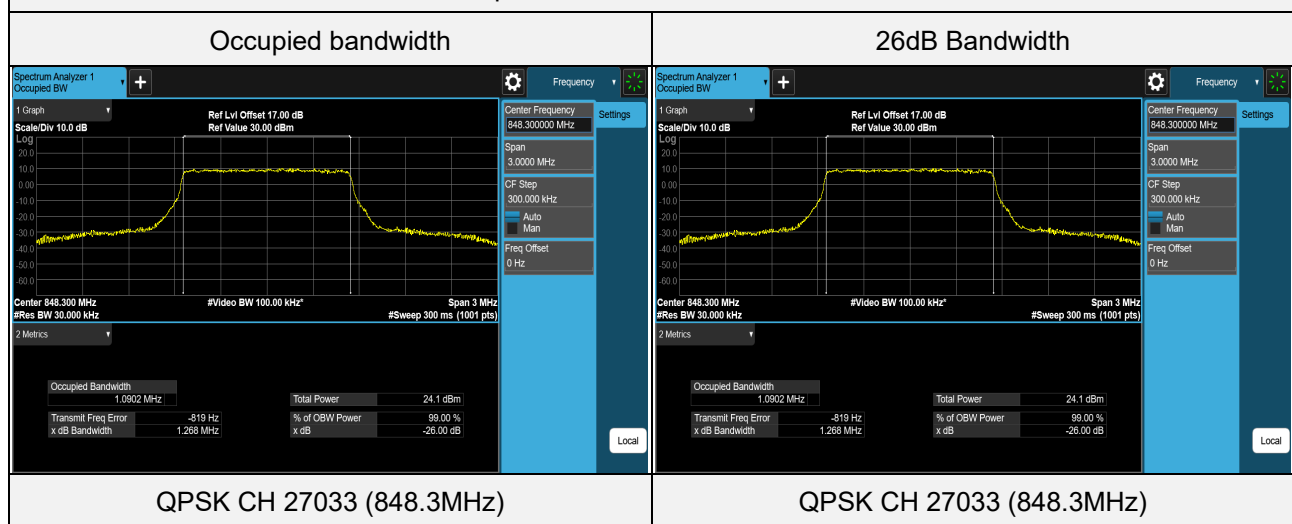 Occupied bandwidth
26dB Bandwidth
Spectrum Analyzer 1
Occupied BW
+
Frequency
1 Graph
Scale/Div 10.0 dB
Ref Lvl Offset 17.00 dB
Ref Value 30.00 dBm
Log
20.0
10.0
0.00
-10.0
-20.0
-30.0
-40.0
-50.0
-60.0
Center 848.300 MHz
#Res BW 30.000 kHz
#Video BW 100.00 kHz*
Span 3 MHz
#Sweep 300 ms (1001 pts)
Center Frequency
848.300000 MHz
Settings
Span
3.0000 MHz
CF Step
300.000 kHz
Auto
Man
Freq Offset
0 Hz
2 Metrics
Occupied Bandwidth
1.0902 MHz
Total Power 24.1 dBm
Transmit Freq Error -819 Hz
% of OBW Power 99.00 %
x dB Bandwidth 1.268 MHz
x dB -26.00 dB
Local
Spectrum Analyzer 1
Occupied BW
+
Frequency
1 Graph
Scale/Div 10.0 dB
Ref Lvl Offset 17.00 dB
Ref Value 30.00 dBm
Log
20.0
10.0
0.00
-10.0
-20.0
-30.0
-40.0
-50.0
-60.0
Center 848.300 MHz
#Res BW 30.000 kHz
#Video BW 100.00 kHz*
Span 3 MHz
#Sweep 300 ms (1001 pts)
Center Frequency
848.300000 MHz
Settings
Span
3.0000 MHz
CF Step
300.000 kHz
Auto
Man
Freq Offset
0 Hz
2 Metrics
Occupied Bandwidth
1.0902 MHz
Total Power 24.1 dBm
Transmit Freq Error -819 Hz
% of OBW Power 99.00 %
x dB Bandwidth 1.268 MHz
x dB -26.00 dB
Local
QPSK CH 27033 (848.3MHz)
QPSK CH 27033 (848.3MHz)